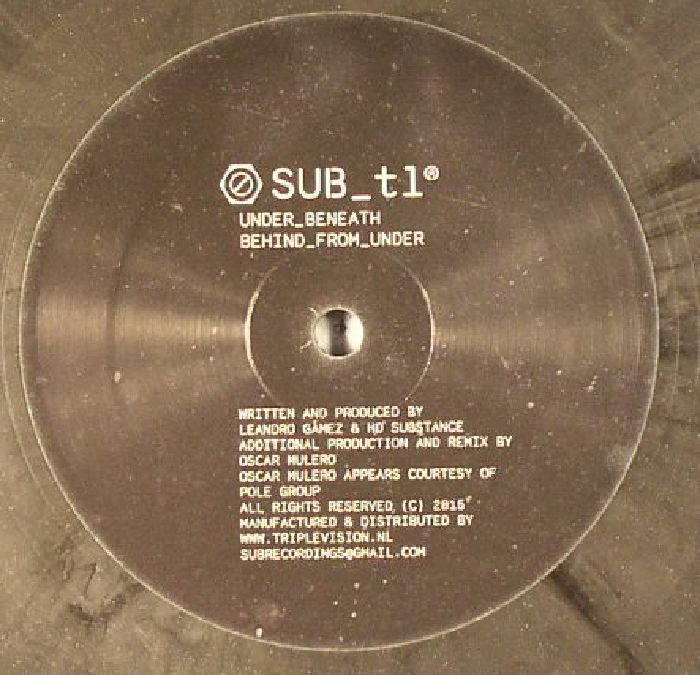 SUB_tl®
UNDER_BENEATH
BEHIND_FROM_UNDER
WRITTEN AND PRODUCED BY
LEANDRO GÁMEZ & HD SUBSTANCE
ADDITIONAL PRODUCTION AND REMIX BY
OSCAR MULERO
OSCAR MULERO APPEARS COURTESY OF
POLE GROUP
ALL RIGHTS RESERVED (C) 2015
MANUFACTURED & DISTRIBUTED BY
WWW.TRIPLEVISION.NL
SUBRECORDINGS@GMAIL.COM